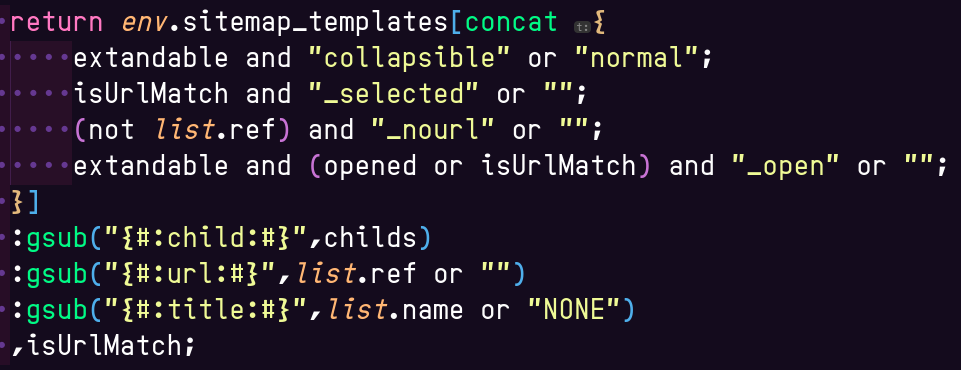 return env.sitemap_templates[concat t:{
extandable and "collapsible" or "normal";
isUrlMatch and "_selected" or "";
(not list.ref) and "_nourl" or "";
extandable and (opened or isUrlMatch) and "_open" or "";
}]
:gsub("{#:child:#}",childs)
:gsub("{#:url:#}",list.ref or "")
:gsub("{#:title:#}",list.name or "NONE")
,isUrlMatch;